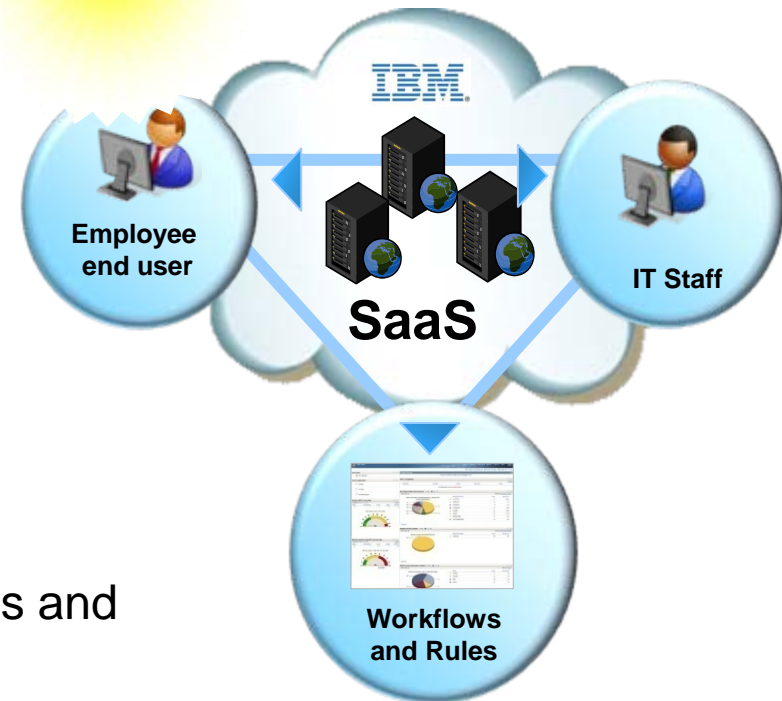 IBM.
Employee
end user
IT Staff
SaaS
s and
Workflows
and Rules